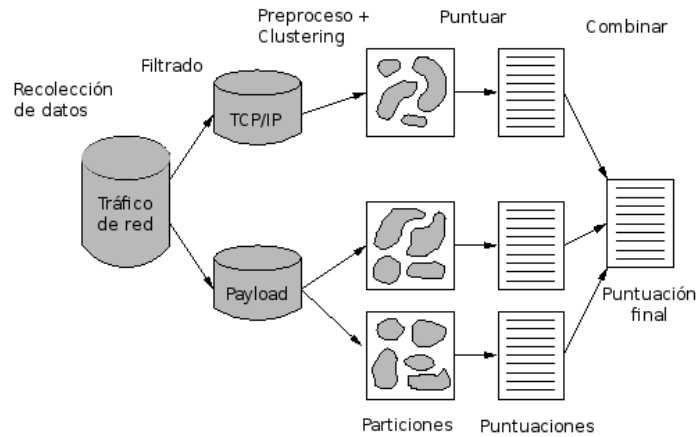 Preproceso +
Clustering
Puntuar
Combinar
Filtrado
Recolección
de datos
TCP/IP
Tráfico
de red
Payload
Puntuación
final
Particiones
Puntuaciones